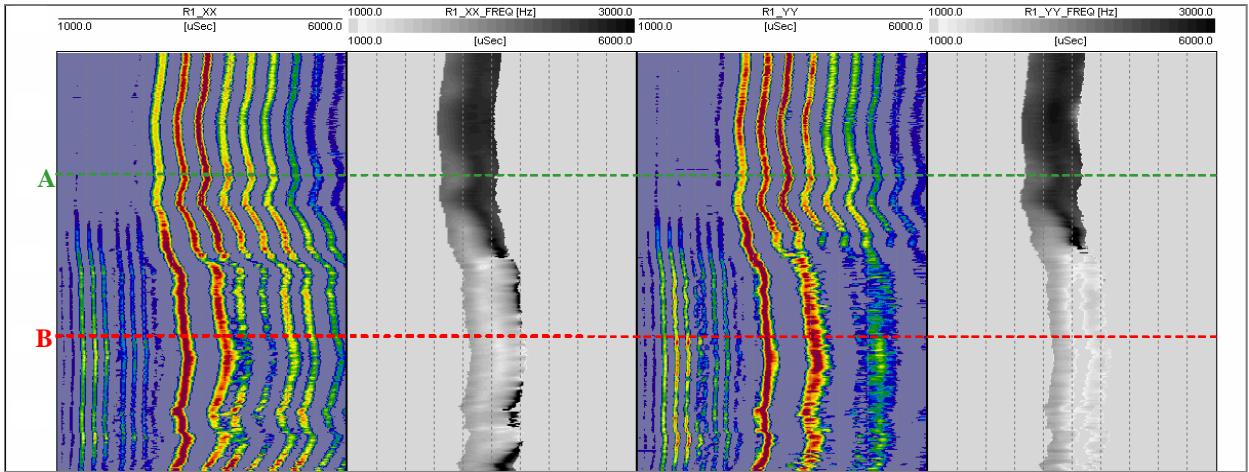 R1_XX
1000.0 [uSec] 6000.0
1000.0 R1_XX_FREQ [Hz] 3000.0
1000.0 [uSec] 6000.0
R1_YY
1000.0 [uSec] 6000.0
1000.0 R1_YY_FREQ [Hz] 3000.0
1000.0 [uSec] 6000.0
A
B